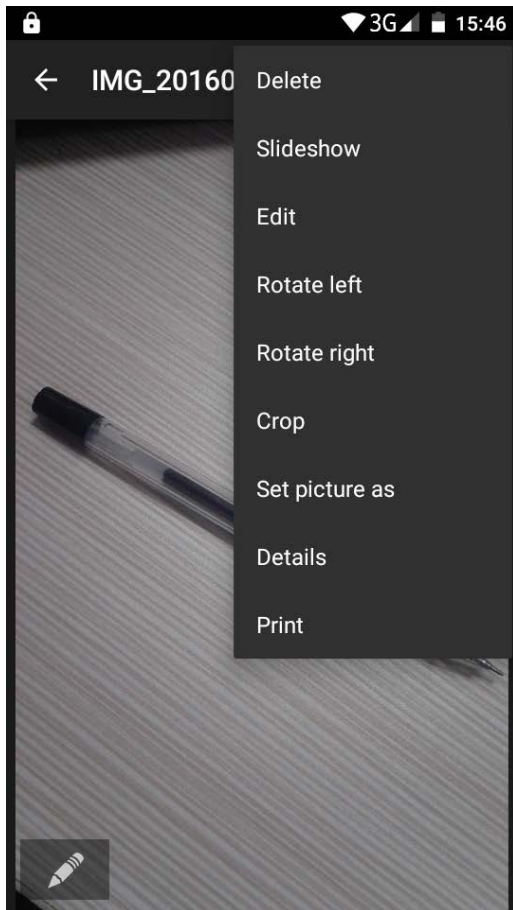 3G 15:46
IMG_20160
Delete
Slideshow
Edit
Rotate left
Rotate right
Crop
Set picture as
Details
Print